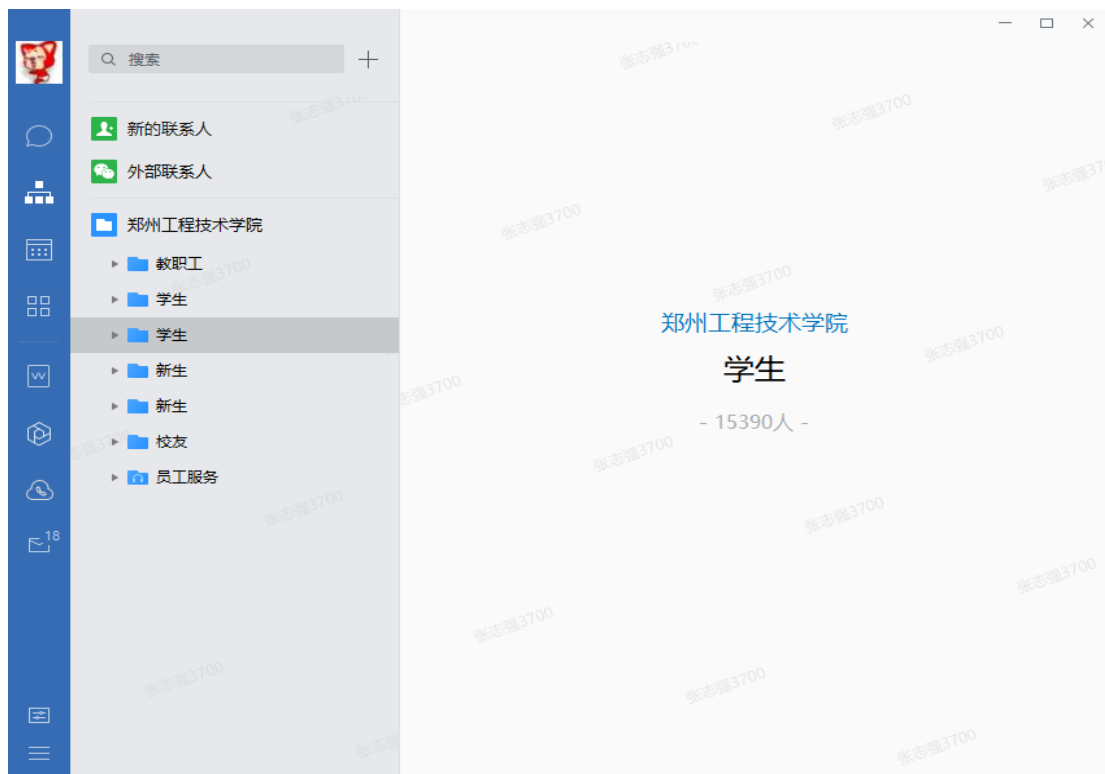 搜索
新的联系人
外部联系人
郑州工程技术学院
教职工
学生
学生
新生
新生
校友
员工服务
18
郑州工程技术学院
学生
- 15390人 -
张志强3700